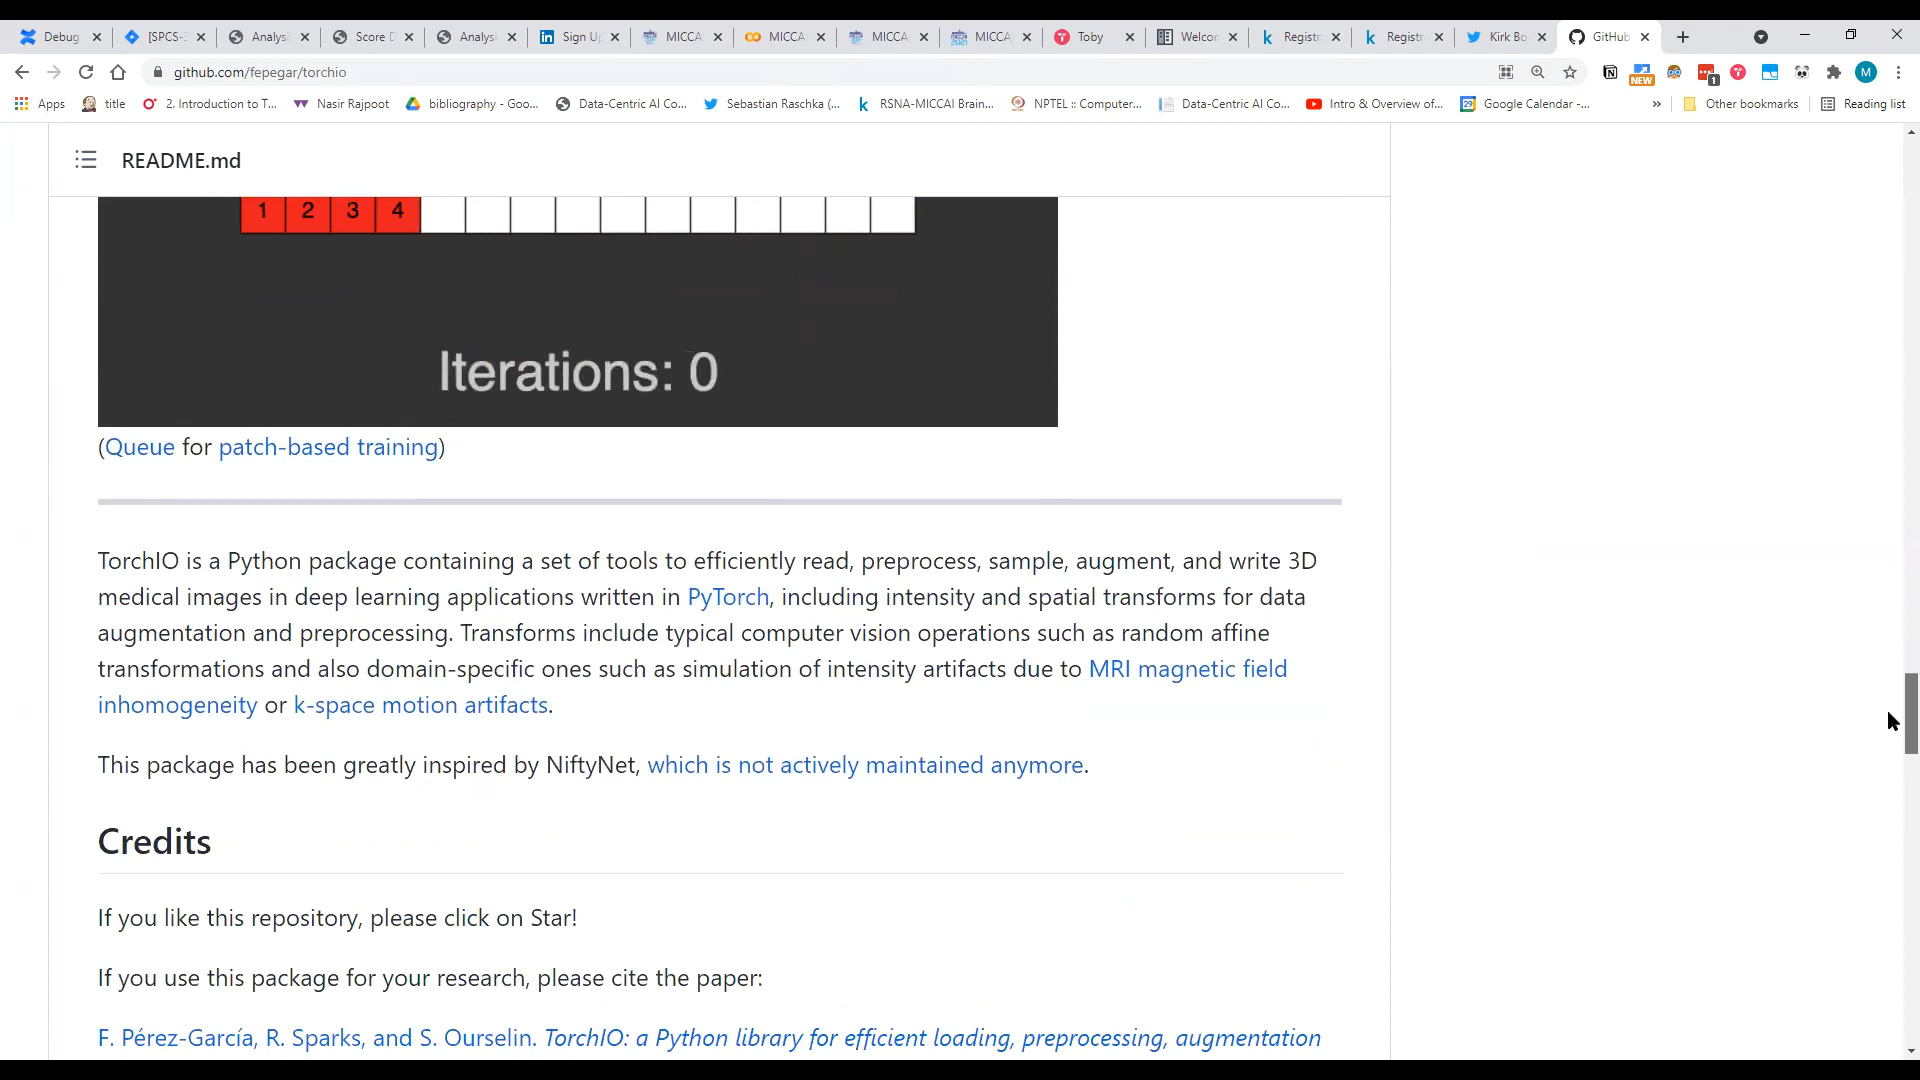 Debug
[SPCS-
Analysi
Score D
Analysi
Sign Up
MICCA
MICCA
MICCA
MICCA
Toby
Welcon
Registr
Registr
Kirk Bo
GitHub
github.com/fepegar/torchio
NEW
1
M
Apps
title
2. Introduction to T...
Nasir Rajpoot
bibliography - Goo...
Data-Centric AI Co...
Sebastian Raschka (...
RSNA-MICCAI Brain...
NPTEL :: Computer...
Data-Centric AI Co...
Intro & Overview of...
Google Calendar -...
»
Other bookmarks
Reading list
README.md
1 2 3 4
Iterations: 0
(Queue for patch-based training)
TorchIO is a Python package containing a set of tools to efficiently read, preprocess, sample, augment, and write 3D
medical images in deep learning applications written in PyTorch, including intensity and spatial transforms for data
augmentation and preprocessing. Transforms include typical computer vision operations such as random affine
transformations and also domain-specific ones such as simulation of intensity artifacts due to MRI magnetic field
inhomogeneity or k-space motion artifacts.
This package has been greatly inspired by NiftyNet, which is not actively maintained anymore.
Credits
If you like this repository, please click on Star!
If you use this package for your research, please cite the paper:
F. Pérez-García, R. Sparks, and S. Ourselin. TorchIO: a Python library for efficient loading, preprocessing, augmentation